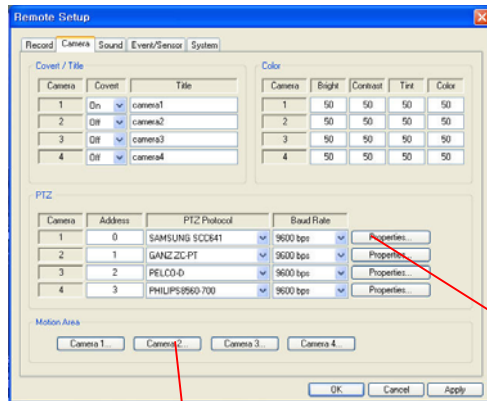 Remote Setup
Record Camera Sound Event/Sensor System
Covert / Title
Camera Covert Title
1 On camera1
2 Off camera2
3 Off camera3
4 Off camera4
Color
Camera Bright Contrast Tint Color
1 50 50 50 50
2 50 50 50 50
3 50 50 50 50
4 50 50 50 50
PTZ
Camera Address PTZ Protocol Baud Rate
1 0 SAMSUNG SCC641 9600 bps Properties...
2 1 GANZ ZC-PT 9600 bps Properties...
3 2 PELCO-D 9600 bps Properties...
4 3 PHILIPS8560-700 9600 bps Properties...
Motion Area
Camera 1... Camera 2... Camera 3... Camera 4...
OK Cancel Apply